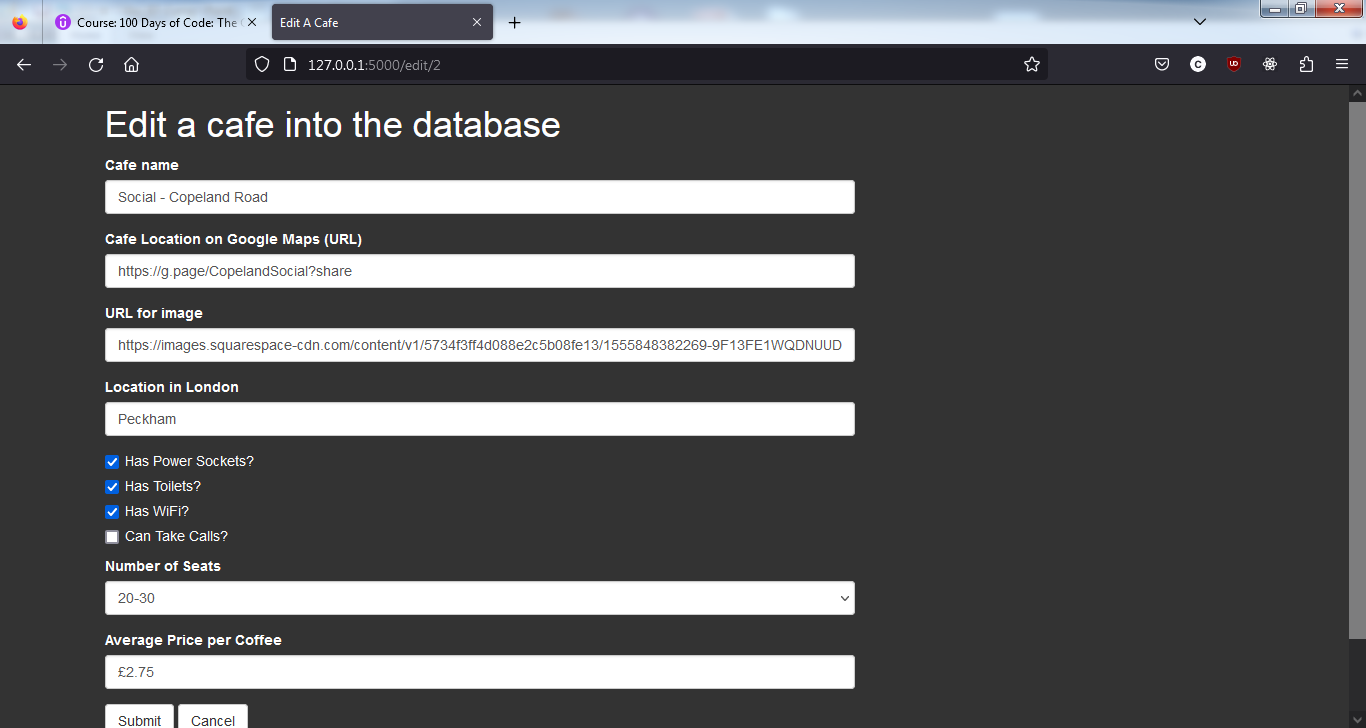 Course: 100 Days of Code: The
Edit A Cafe
127.0.0.1:5000/edit/2
Edit a cafe into the database
Cafe name
Social - Copeland Road
Cafe Location on Google Maps (URL)
https://g.page/CopelandSocial?share
URL for image
https://images.squarespace-cdn.com/content/v1/5734f3ff4d088e2c5b08fe13/1555848382269-9F13FE1WQDNUUD
Location in London
Peckham
Has Power Sockets?
Has Toilets?
Has WiFi?
Can Take Calls?
Number of Seats
20-30
Average Price per Coffee
£2.75
Submit Cancel